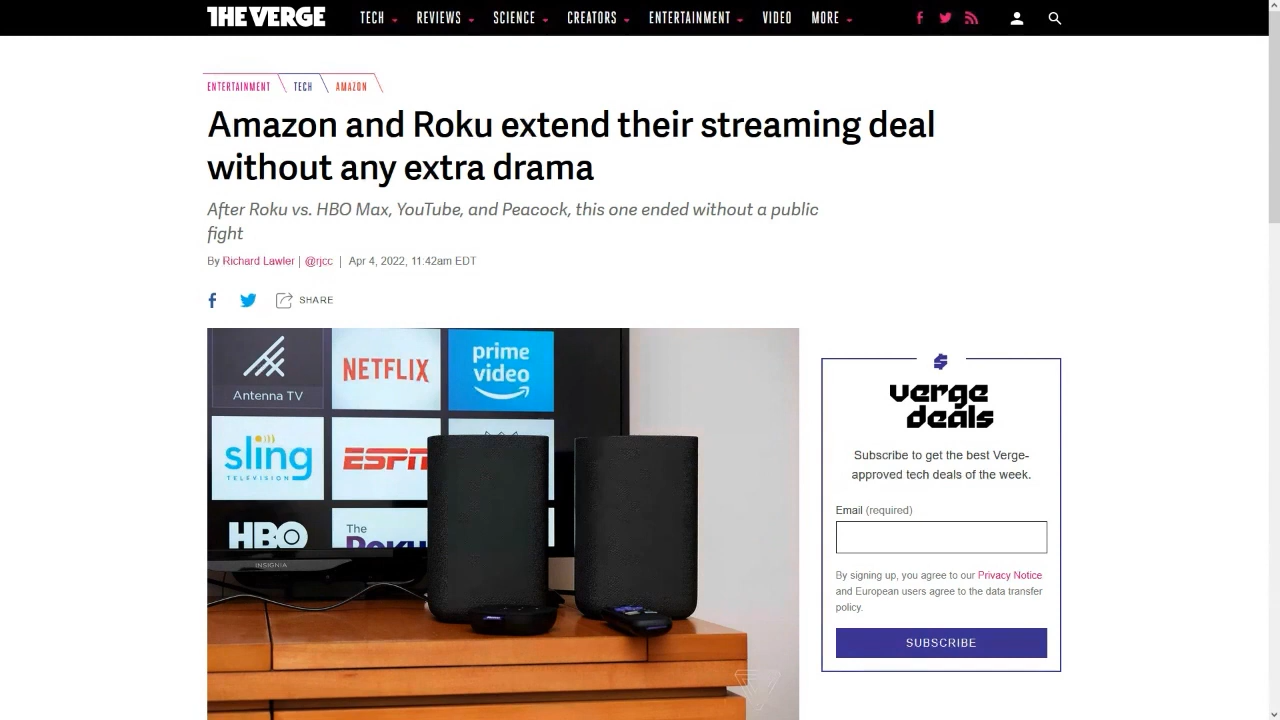 THE VERGE
TECH REVIEWS SCIENCE CREATORS ENTERTAINMENT VIDEO MORE
ENTERTAINMENT TECH AMAZON
Amazon and Roku extend their streaming deal
without any extra drama
After Roku vs. HBO Max, YouTube, and Peacock, this one ended without a public
fight
By Richard Lawler | @rjcc | Apr 4, 2022, 11:42am EDT
SHARE
Antenna TV
NETFLIX
prime
video
sling
TELEVISION
ESPN
HBO
The
Roku
INSIGNIA
verge
deals
Subscribe to get the best Verge-
approved tech deals of the week.
Email (required)
By signing up, you agree to our Privacy Notice
and European users agree to the data transfer
policy.
SUBSCRIBE